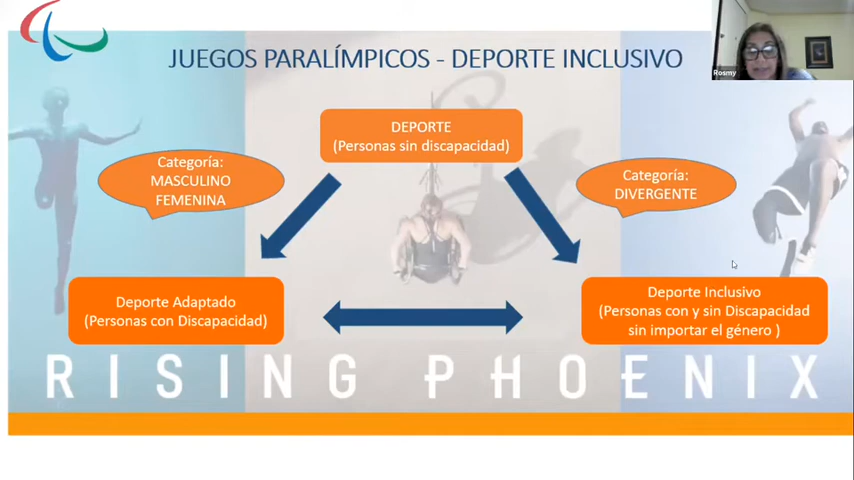 JUEGOS PARALÍMPICOS - DEPORTE INCLUSIVO
Rosmy
DEPORTE
(Personas sin discapacidad)
Categoría:
MASCULINO
FEMENINA
Categoría:
DIVERGENTE
Deporte Adaptado
(Personas con Discapacidad)
Deporte Inclusivo
(Personas con y sin Discapacidad
sin importar el género )
RISING PHOENIX